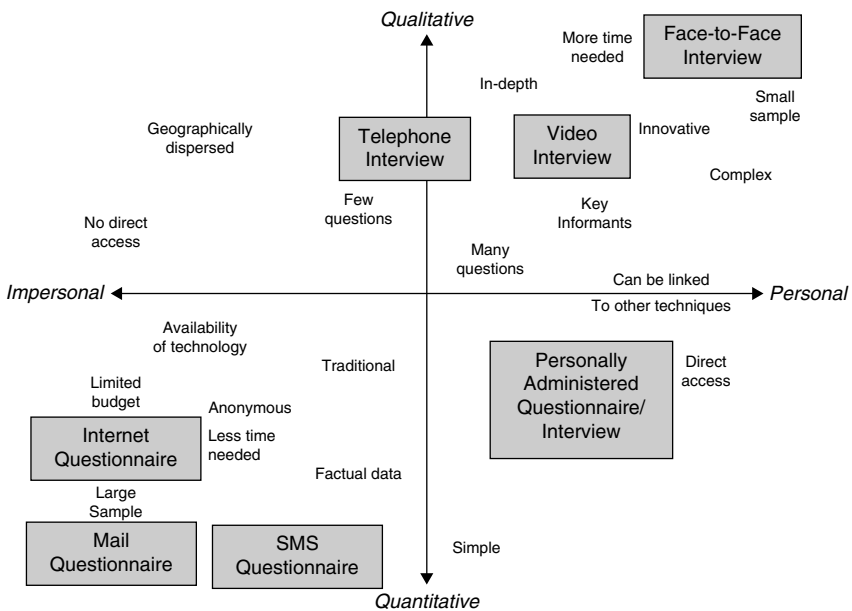 Qualitative
More time
needed
Face-to-Face
Interview
In-depth
Small
sample
Geographically
dispersed
Telephone
Interview
Video
Interview
Innovative
Complex
Few
questions
Key
Informants
No direct
access
Many
questions
Can be linked
Impersonal
Personal
To other techniques
Availability
of technology
Traditional
Personally
Administered
Questionnaire/
Interview
Direct
access
Limited
budget
Anonymous
Internet
Questionnaire
Less time
needed
Factual data
Large
Sample
Mail
Questionnaire
SMS
Questionnaire
Simple
Quantitative